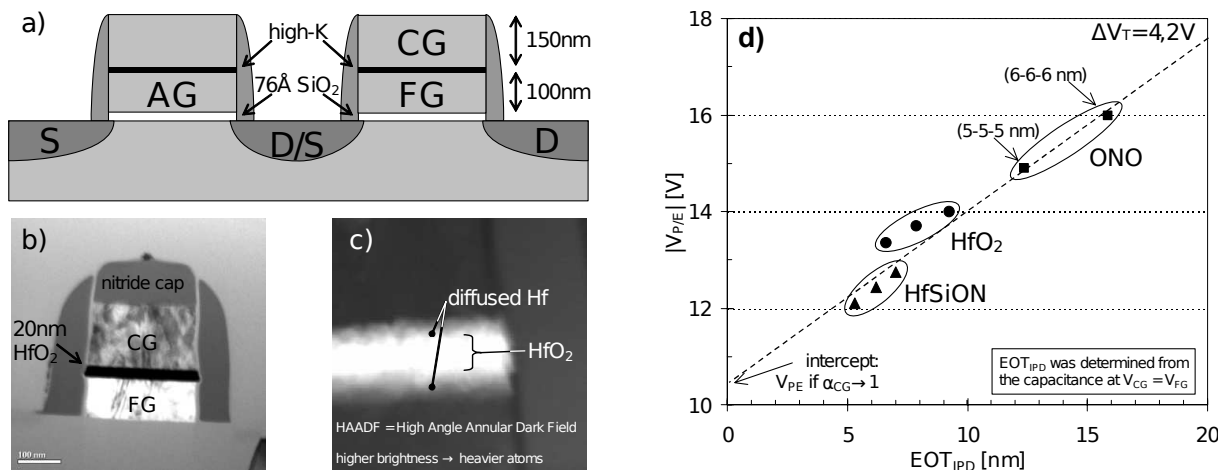 a)
high-K
CG
150nm
AG
76Å SiO₂
FG
100nm
S
D/S
D
b)
nitride cap
CG
20nm
HfO₂
FG
100 nm
c)
diffused Hf
HfO₂
HAADF =High Angle Annular Dark Field
higher brightness → heavier atoms
d)
ΔVT=4,2V
18
16
14
12
10
|VP/E| [V]
(6-6-6 nm)
(5-5-5 nm)
ONO
HfO₂
HfSiON
intercept:
VPE if αCG→ 1
EOTIPD was determined from
the capacitance at VCG =VFG
0
5
10
15
20
EOTIPD [nm]